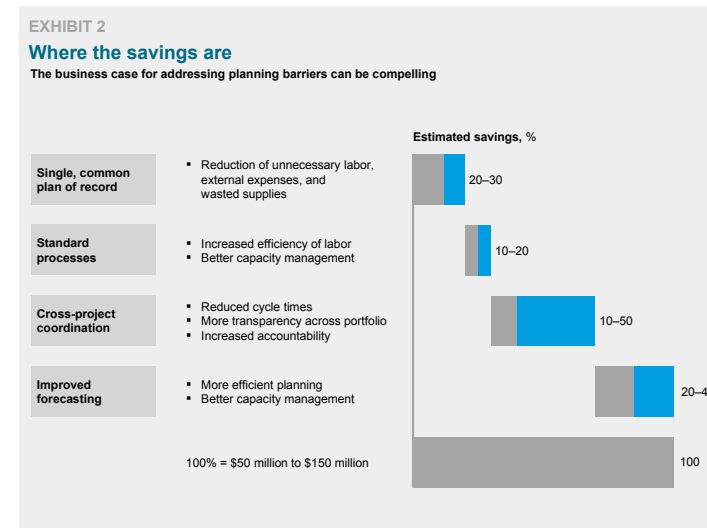 EXHIBIT 2
Where the savings are
The business case for addressing planning barriers can be compelling
Estimated savings, %
Single, common
plan of record
▪ Reduction of unnecessary labor,
external expenses, and
wasted supplies
20–30
Standard
processes
▪ Increased efficiency of labor
▪ Better capacity management
10–20
Cross-project
coordination
▪ Reduced cycle times
▪ More transparency across portfolio
▪ Increased accountability
10–50
Improved
forecasting
▪ More efficient planning
▪ Better capacity management
100% = $50 million to $150 million
100